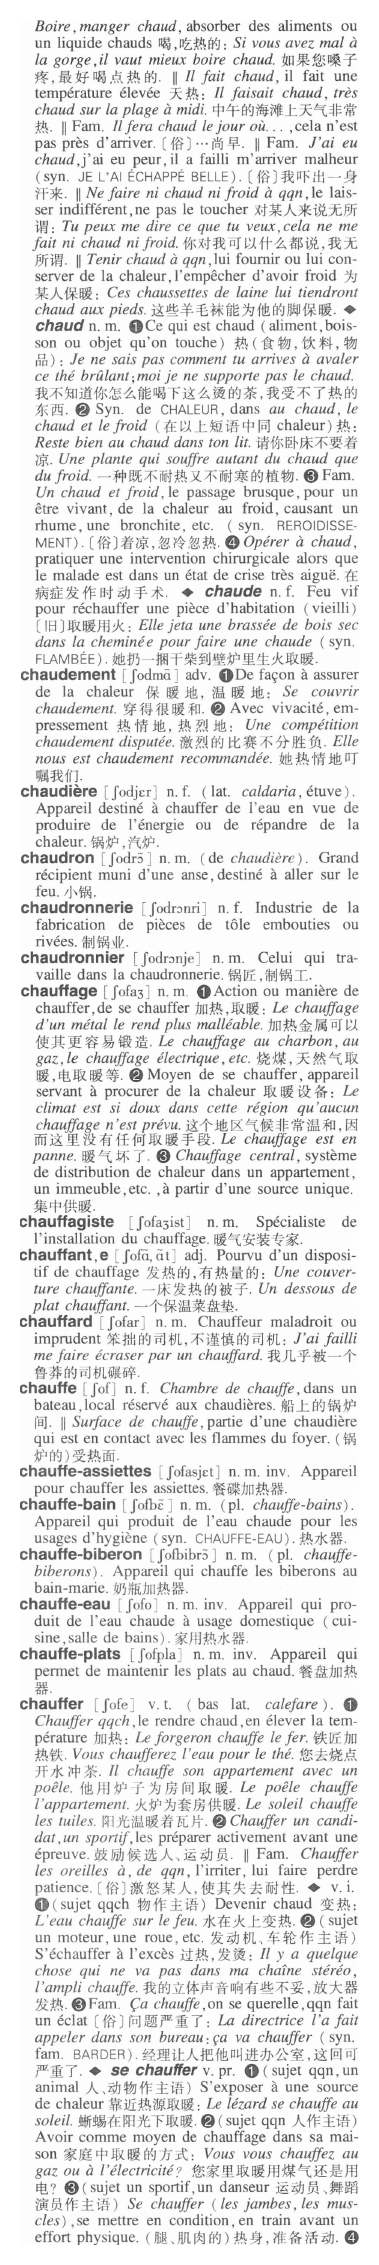 Boire, manger chaud, absorber des aliments ou
un liquide chauds 喝,吃热的: Si vous avez mal à
la gorge, il vaut mieux boire chaud. 如果您嗓子
疼,最好喝点热的. ‖ Il fait chaud, il fait une
température élevée 天热: Il faisait chaud, très
chaud sur la plage à midi. 中午的海滩上天气非常
热. ‖ Fam. Il fera chaud le jour où..., cela n'est
pas près d'arriver. [俗]…尚早. ‖ Fam. J'ai eu
chaud, j'ai eu peur, il a failli m'arriver malheur
(syn. JE L'AI ÉCHAPPÉ BELLE). [俗]我吓出一身
汗来. ‖ Ne faire ni chaud ni froid à qqn, le lais-
ser indifférent, ne pas le toucher 对某人来说无所
谓: Tu peux me dire ce que tu veux, cela ne me
fait ni chaud ni froid. 你对我可以什么都说,我无
所谓. ‖ Tenir chaud à qqn, lui fournir ou lui con-
server de la chaleur, l'empêcher d'avoir froid 为
某人保暖: Ces chaussettes de laine lui tiendront
chaud aux pieds. 这些羊毛袜能为他的脚保暖. ◆
chaud n. m. ❶Ce qui est chaud (aliment, bois-
son ou objet qu'on touche) 热(食物,饮料,物
品): Je ne sais pas comment tu arrives à avaler
ce thé brûlant; moi je ne supporte pas le chaud.
我不知道你怎么能喝下这么烫的茶,我受不了热的
东西. ❷ Syn. de CHALEUR, dans au chaud, le
chaud et le froid (在以上短语中同 chaleur)热:
Reste bien au chaud dans ton lit. 请你卧床不要着
凉. Une plante qui souffre autant du chaud que
du froid. 一种既不耐热又不耐寒的植物. ❸ Fam.
Un chaud et froid, le passage brusque, pour un
être vivant, de la chaleur au froid, causant un
rhume, une bronchite, etc. (syn. REROIDISSE-
MENT). [俗]着凉,忽冷忽热. ❹ Opérer à chaud,
pratiquer une intervention chirurgicale alors que
le malade est dans un état de crise très aiguë. 在
病症发作时动手术. ◆ chaude n. f. Feu vif
pour réchauffer une pièce d'habitation (vieilli)
[旧]取暖用火: Elle jeta une brassée de bois sec
dans la cheminée pour faire une chaude (syn.
FLAMBÉE). 她扔一捆干柴到壁炉里生火取暖.
chaudement [ʃodmɑ̃] adv. ❶De façon à assurer
de la chaleur 保暖地, 温暖地: Se couvrir
chaudement. 穿得很暖和. ❷ Avec vivacité, em-
pressement 热情地, 热烈地: Une compétition
chaudement disputée. 激烈的比赛不分胜负. Elle
nous est chaudement recommandée. 她热情地叮
嘱我们.
chaudière [ʃodjɛr] n. f. (lat. caldaria, étuve).
Appareil destiné à chauffer de l'eau en vue de
produire de l'énergie ou de répandre de la
chaleur. 锅炉,汽炉.
chaudron [ʃodrɔ̃] n. m. (de chaudière). Grand
récipient muni d'une anse, destiné à aller sur le
feu. 小锅.
chaudronnerie [ʃodrɔnri] n. f. Industrie de la
fabrication de pièces de tôle embouties ou
rivées. 制锅业.
chaudronnier [ʃodrɔnje] n. m. Celui qui tra-
vaille dans la chaudronnerie. 锅匠,制锅工.
chauffage [ʃofaʒ] n. m. ❶Action ou manière de
chauffer, de se chauffer 加热,取暖: Le chauffage
d'un métal le rend plus malléable. 加热金属可以
使其更容易锻造. Le chauffage au charbon, au
gaz, le chauffage électrique, etc. 烧煤,天然气取
暖,电取暖等. ❷ Moyen de se chauffer, appareil
servant à procurer de la chaleur 取暖设备: Le
climat est si doux dans cette région qu'aucun
chauffage n'est prévu. 这个地区气候非常温和,因
而这里没有任何取暖手段. Le chauffage est en
panne. 暖气坏了. ❸ Chauffage central, système
de distribution de chaleur dans un appartement,
un immeuble, etc., à partir d'une source unique.
集中供暖.
chauffagiste [ʃofaʒist] n. m. Spécialiste de
l'installation du chauffage. 暖气安装专家.
chauffant, e [ʃofɑ̃, ɑ̃t] adj. Pourvu d'un disposi-
tif de chauffage 发热的,有热量的: Une couver-
ture chauffante. 一床发热的被子. Un dessous de
plat chauffant. 一个保温菜盘垫.
chauffard [ʃofar] n. m. Chauffeur maladroit ou
imprudent 笨拙的司机,不谨慎的司机: J'ai failli
me faire écraser par un chauffard. 我几乎被一个
鲁莽的司机碾碎.
chauffe [ʃof] n. f. Chambre de chauffe, dans un
bateau, local réservé aux chaudières. 船上的锅炉
间. ‖ Surface de chauffe, partie d'une chaudière
qui est en contact avec les flammes du foyer. (锅
炉的)受热面.
chauffe-assiettes [ʃofasjɛt] n. m. inv. Appareil
pour chauffer les assiettes. 餐碟加热器.
chauffe-bain [ʃofbɛ̃] n. m. (pl. chauffe-bains).
Appareil qui produit de l'eau chaude pour les
usages d'hygiène (syn. CHAUFFE-EAU). 热水器.
chauffe-biberon [ʃofbibrɔ̃] n. m. (pl. chauffe-
biberons). Appareil qui chauffe les biberons au
bain-marie. 奶瓶加热器.
chauffe-eau [ʃofo] n. m. inv. Appareil qui pro-
duit de l'eau chaude à usage domestique (cui-
sine, salle de bains). 家用热水器.
chauffe-plats [ʃofpla] n. m. inv. Appareil qui
permet de maintenir les plats au chaud. 餐盘加热
器.
chauffer [ʃofe] v. t. (bas lat. calefare). ❶
Chauffer qqch, le rendre chaud, en élever la tem-
pérature 加热: Le forgeron chauffe le fer. 铁匠加
热铁. Vous chaufferez l'eau pour le thé. 您去烧点
开水冲茶. Il chauffe son appartement avec un
poêle. 他用炉子为房间取暖. Le poêle chauffe
l'appartement. 火炉为套房供暖. Le soleil chauffe
les tuiles. 阳光温暖着瓦片. ❷ Chauffer un candi-
dat, un sportif, les préparer activement avant une
épreuve. 鼓励候选人、运动员. ‖ Fam. Chauffer
les oreilles à, de qqn, l'irriter, lui faire perdre
patience. [俗]激怒某人,使其失去耐性. ◆ v. i.
❶(sujet qqch 物作主语) Devenir chaud 变热:
L'eau chauffe sur le feu. 水在火上变热. ❷ (sujet
un moteur, une roue, etc. 发动机、车轮作主语)
S'échauffer à l'excès 过热,发烫: Il y a quelque
chose qui ne va pas dans ma chaîne stéréo,
l'ampli chauffe. 我的立体声音响有些不妥,放大器
发热. ❸Fam. Ça chauffe, on se querelle, qqn fait
un éclat [俗]问题严重了: La directrice l'a fait
appeler dans son bureau: ça va chauffer (syn.
fam. BARDER). 经理让人把他叫进办公室,这回可
严重了. ◆ se chauffer v. pr. ❶(sujet qqn, un
animal 人、动物作主语) S'exposer à une source
de chaleur 靠近热源取暖: Le lézard se chauffe au
soleil. 蜥蜴在阳光下取暖. ❷(sujet qqn 人作主语)
Avoir comme moyen de chauffage dans sa mai-
son 家庭中取暖的方式: Vous vous chauffez au
gaz ou à l'électricité? 您家里取暖用煤气还是用
电? ❸(sujet un sportif, un danseur 运动员、舞蹈
演员作主语) Se chauffer (les jambes, les mus-
cles), se mettre en condition, en train avant un
effort physique. (腿、肌肉的)热身,准备活动. ❹